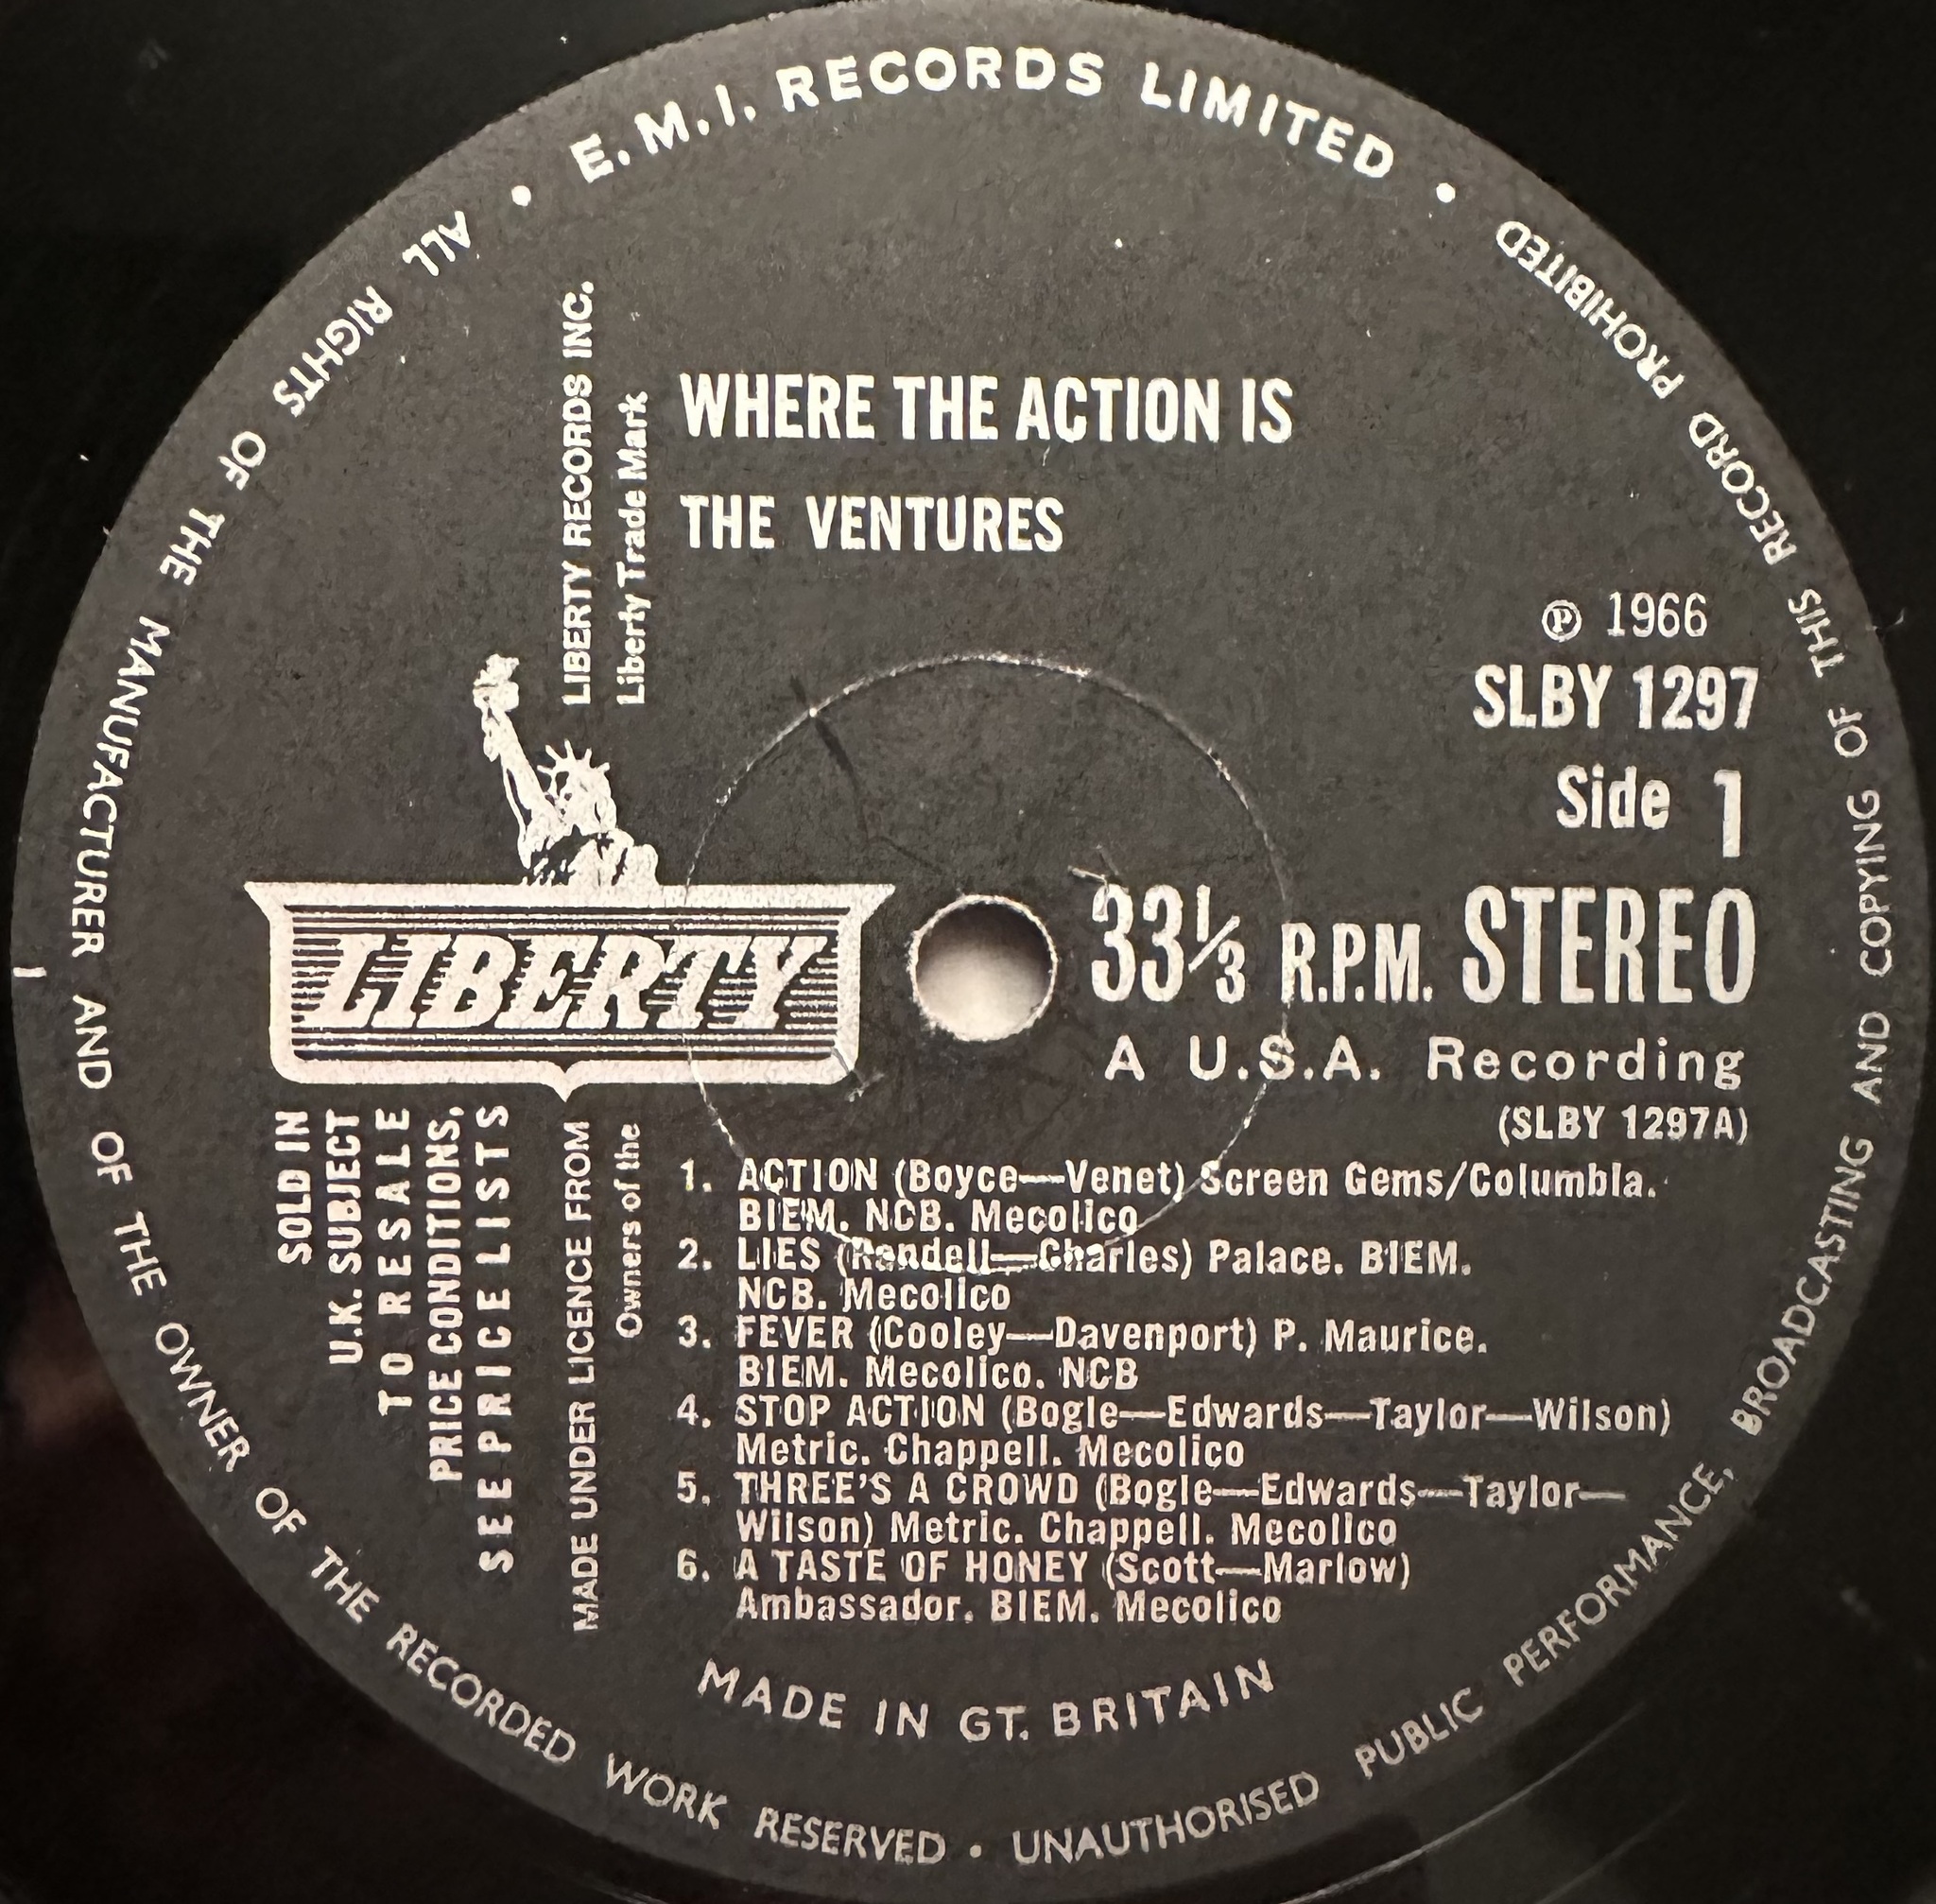 E.M.I. RECORDS LIMITED
ALL RIGHTS OF THE MANUFACTURER AND OF THE OWNER OF THE RECORDED WORK RESERVED • UNAUTHORISED PUBLIC PERFORMANCE, BROADCASTING AND COPYING OF THIS RECORD PROHIBITED
LIBERTY RECORDS INC.
Liberty Trade Mark
WHERE THE ACTION IS
THE VENTURES
℗ 1966
SLBY 1297
Side 1
LIBERTY
33⅓ R.P.M. STEREO
A U.S.A. Recording
(SLBY 1297A)
SOLD IN
U.K. SUBJECT
TO RESALE
PRICE CONDITIONS,
SEE PRICE LISTS
MADE UNDER LICENCE FROM
Owners of the
1. ACTION (Boyce—Venet) Screen Gems/Columbia.
BIEM. NCB. Mecolico
2. LIES (Randell—Charles) Palace. BIEM.
NCB. Mecolico
3. FEVER (Cooley—Davenport) P. Maurice.
BIEM. Mecolico. NCB
4. STOP ACTION (Bogle—Edwards—Taylor—Wilson)
Metric. Chappell. Mecolico
5. THREE'S A CROWD (Bogle—Edwards—Taylor—
Wilson) Metric. Chappell. Mecolico
6. A TASTE OF HONEY (Scott—Marlow)
Ambassador. BIEM. Mecolico
MADE IN GT. BRITAIN